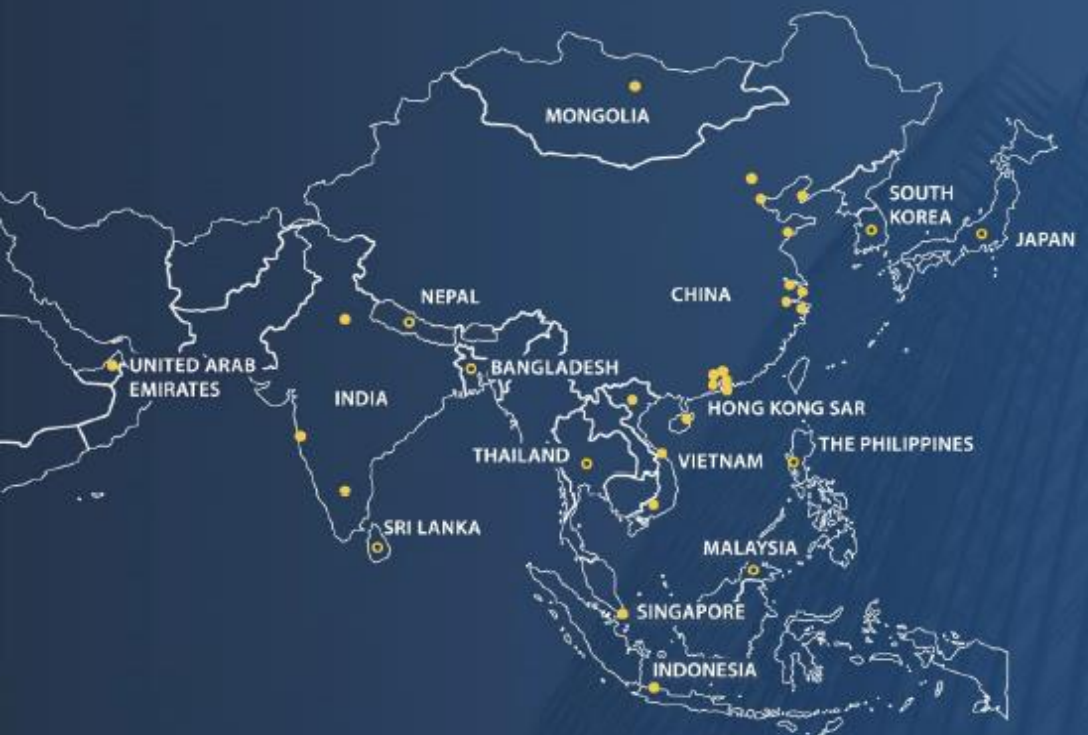 MONGOLIA
SOUTH
KOREA
JAPAN
NEPAL
CHINA
UNITED ARAB
EMIRATES
BANGLADESH
INDIA
HONG KONG SAR
THAILAND
VIETNAM
THE PHILIPPINES
SRI LANKA
MALAYSIA
SINGAPORE
INDONESIA